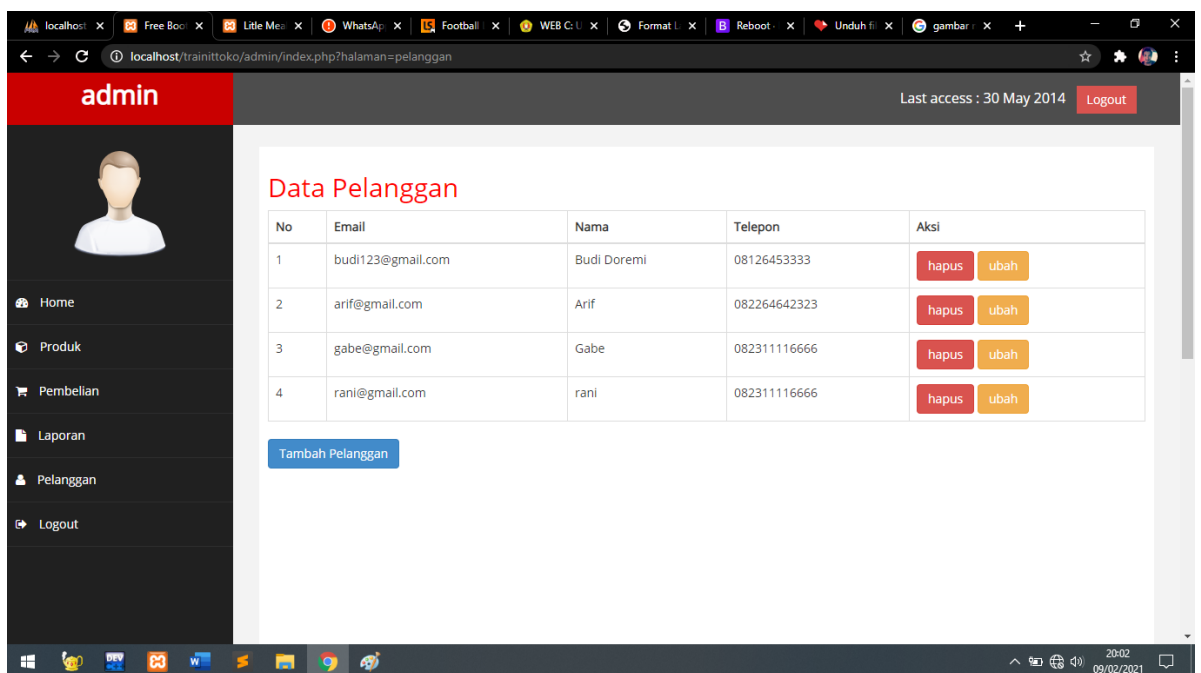 localhost
Free Boo
Litle Mea
WhatsAp
Football
WEB C: U
Format L
Reboot
Unduh fil
gambar r
localhost/trainittoko/admin/index.php?halaman=pelanggan
admin
Last access : 30 May 2014 Logout
Home
Produk
Pembelian
Laporan
Pelanggan
Logout
Data Pelanggan
No Email Nama Telepon Aksi
1 budi123@gmail.com Budi Doremi 08126453333 hapus ubah
2 arif@gmail.com Arif 082264642323 hapus ubah
3 gabe@gmail.com Gabe 082311116666 hapus ubah
4 rani@gmail.com rani 082311116666 hapus ubah
Tambah Pelanggan
DEV
20:02
09/02/2021